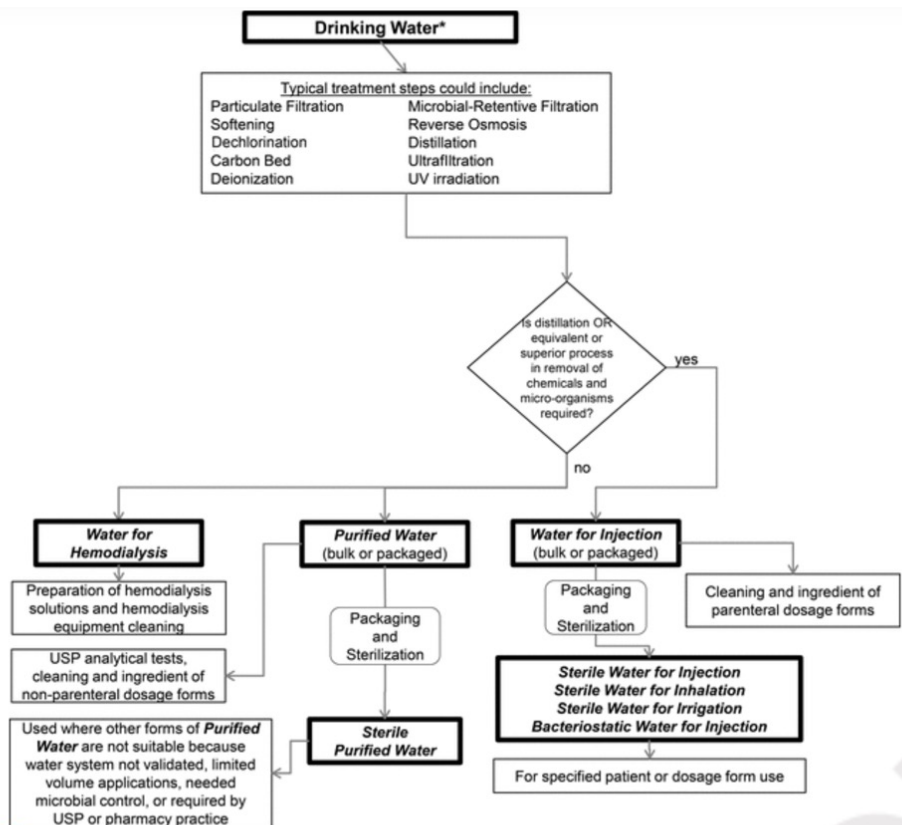 Drinking Water*
Typical treatment steps could include:
Particulate Filtration
Softening
Dechlorination
Carbon Bed
Deionization
Microbial-Retentive Filtration
Reverse Osmosis
Distillation
Ultrafiltration
UV irradiation
Is distillation OR
equivalent or
superior process
in removal of
chemicals and
micro-organisms
required?
yes
no
Water for
Hemodialysis
Preparation of hemodialysis
solutions and hemodialysis
equipment cleaning
Purified Water
(bulk or packaged)
USP analytical tests,
cleaning and ingredient of
non-parenteral dosage forms
Packaging
and
Sterilization
Sterile
Purified Water
Used where other forms of Purified
Water are not suitable because
water system not validated, limited
volume applications, needed
microbial control, or required by
USP or pharmacy practice
Water for Injection
(bulk or packaged)
Cleaning and ingredient of
parenteral dosage forms
Packaging
and
Sterilization
Sterile Water for Injection
Sterile Water for Inhalation
Sterile Water for Irrigation
Bacteriostatic Water for Injection
For specified patient or dosage form use